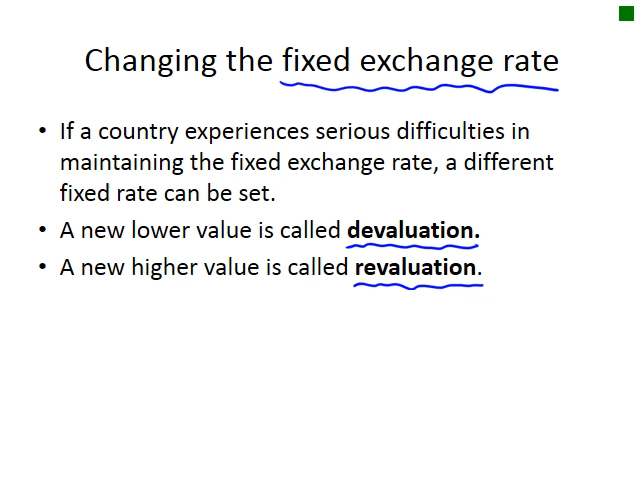 Changing the fixed exchange rate
• If a country experiences serious difficulties in
maintaining the fixed exchange rate, a different
fixed rate can be set.
• A new lower value is called devaluation.
• A new higher value is called revaluation.